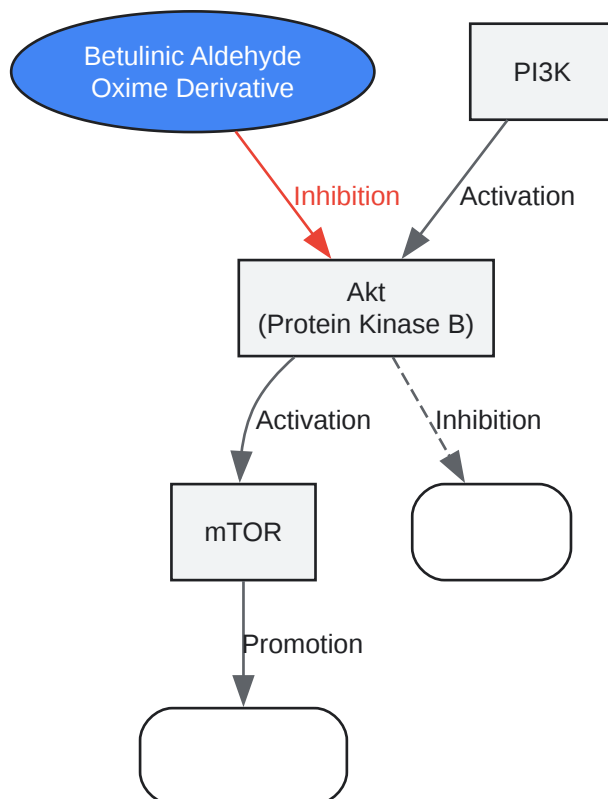 Betulinic Aldehyde
Oxime Derivative
PI3K
Inhibition
Activation
Akt
(Protein Kinase B)
Activation
Inhibition
mTOR
Promotion